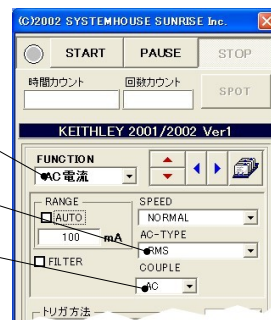 (C)2002 SYSTEMHOUSE SUNRISE Inc.
START PAUSE STOP
時間カウント 回数カウント
SPOT
KEITHLEY 2001/2002 Ver1
FUNCTION
AC電流
RANGE SPEED
AUTO NORMAL
100 mA AC-TYPE
RMS
FILTER COUPLE
AC
トリガ方法